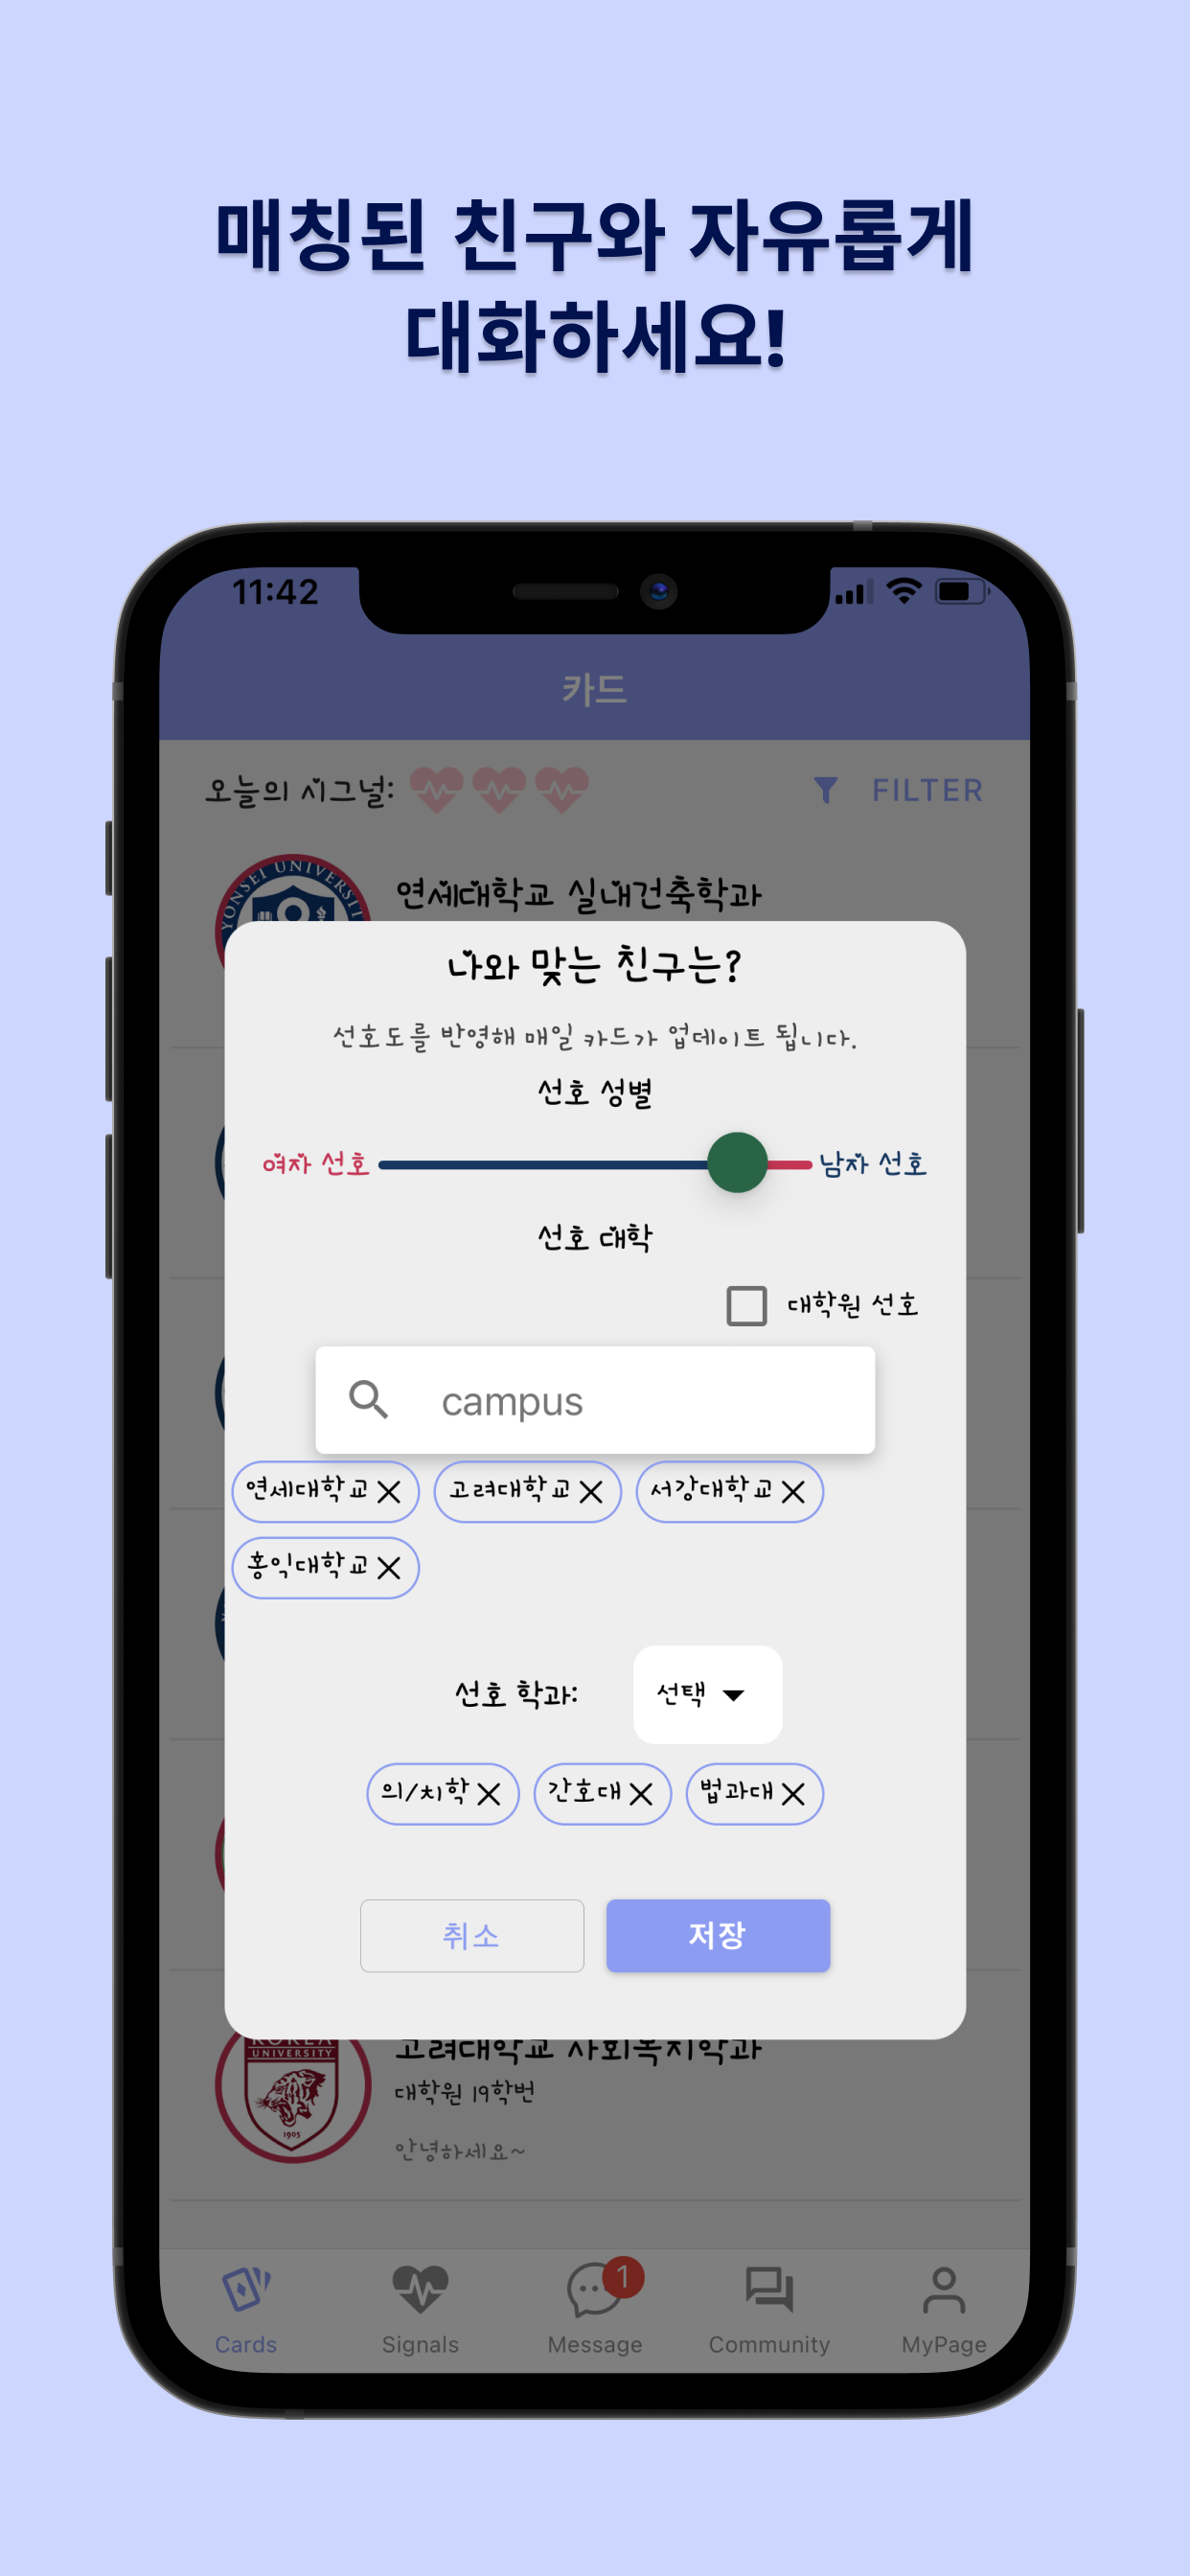 매칭된 친구와 자유롭게
대화하세요!
11:42
카드
오늘의 시그널:
FILTER
YONSEI UNIVERSITY
연세대학교 실내건축학과
나와 맞는 친구는?
선호도를 반영해 매일 카드가 업데이트 됩니다.
선호 성별
여자 선호
남자 선호
선호 대학
대학원 선호
campus
연세대학교
고려대학교
서강대학교
홍익대학교
선호 학과:
선택
의/치학
간호대
법과대
취소
저장
KOREA
UNIVERSITY
1905
고려대학교 사회복지학과
대학원 19학번
안녕하세요~
1
Cards
Signals
Message
Community
MyPage